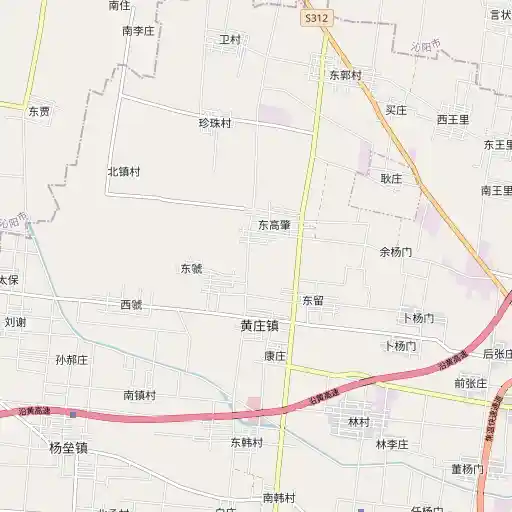 南住
言状
S312
南李庄
卫村
沁阳市
东郭村
东贾
买庄
西王里
珍珠村
东王里
北镇村
耿庄
南王里
沁阳市
东高肇
余杨门
东虢
太保
西虢
东留
刘谢
黄庄镇
卜杨门
卜杨门
康庄
后张庄
孙郝庄
沿黄高速
前张庄
南镇村
沿黄高速
沿黄高速
林村
东韩村
林李庄
杨垒镇
董杨门
南韩村